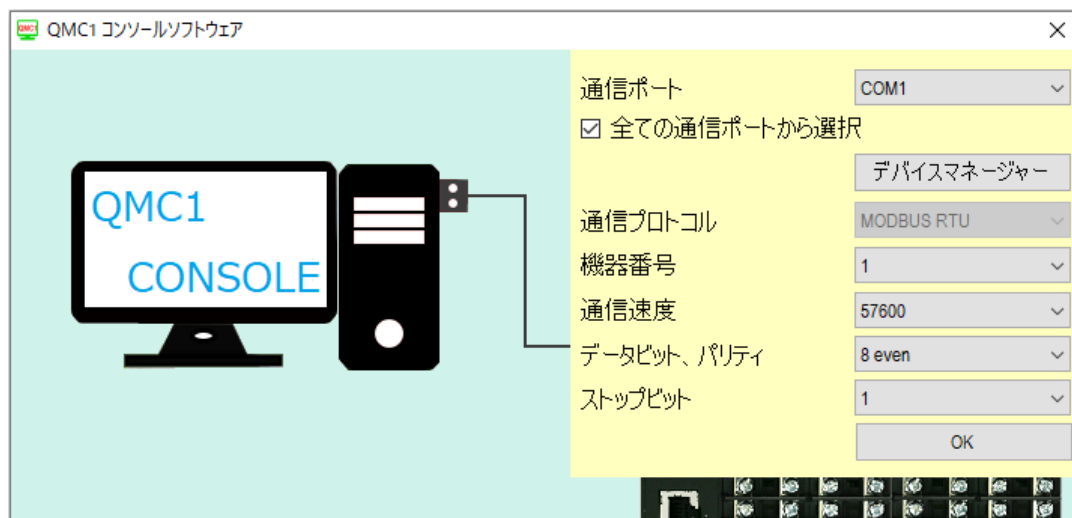 QMC1 QMC1 コンソールソフトウェア
QMC1
CONSOLE
通信ポート COM1
全ての通信ポートから選択
デバイスマネージャー
通信プロトコル MODBUS RTU
機器番号 1
通信速度 57600
データビット、パリティ 8 even
ストップビット 1
OK